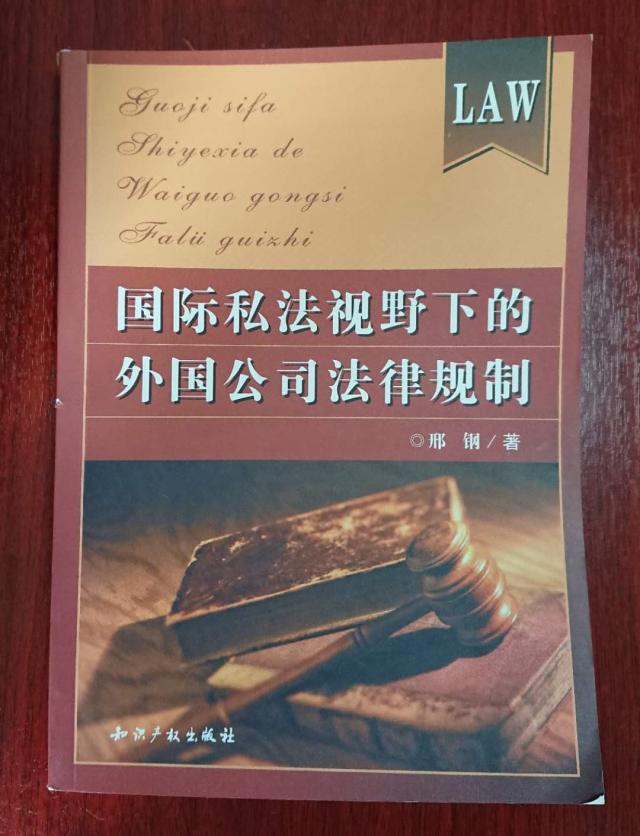 Guoji sifa
Shiyexia de
Waiguo gongsi
Falü guizhi
LAW
国际私法视野下的
外国公司法律规制
◎邢 钢/著
知识产权出版社